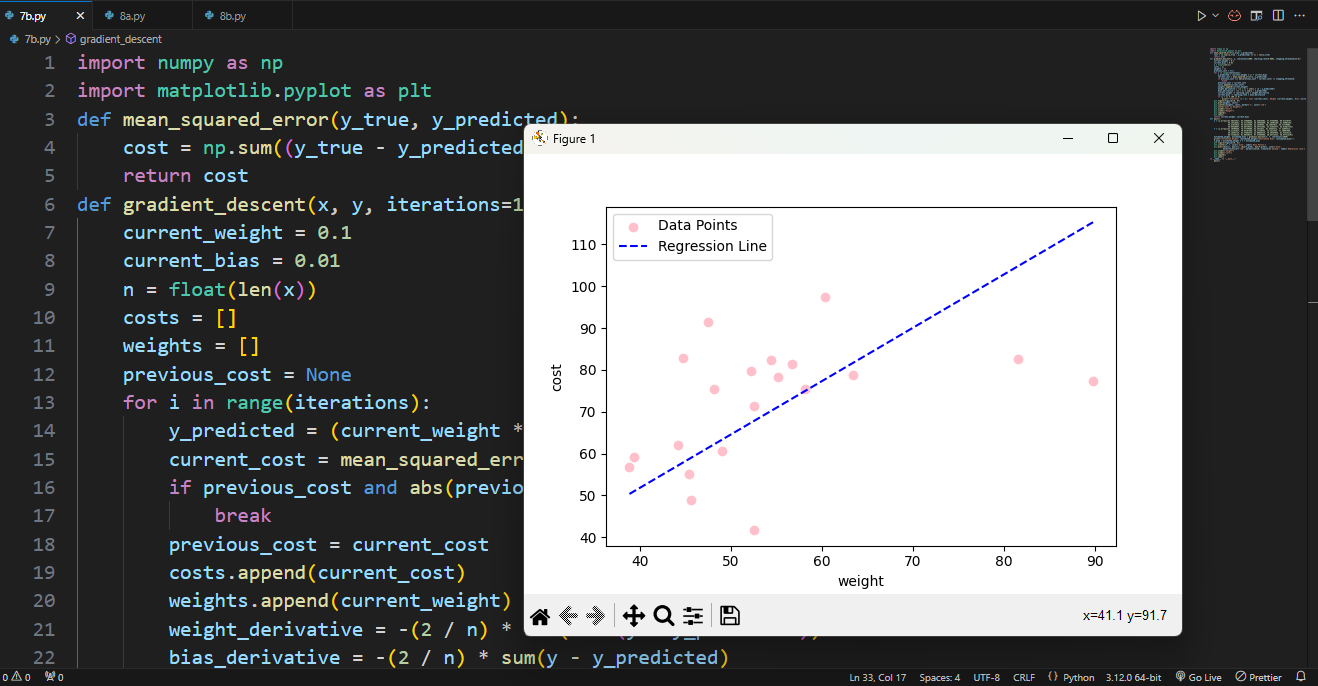 7b.py
8a.py
8b.py
7b.py > gradient_descent
1 import numpy as np
2 import matplotlib.pyplot as plt
3 def mean_squared_error(y_true, y_predicted):
4 cost = np.sum((y_true - y_predicted
5 return cost
6 def gradient_descent(x, y, iterations=1
7 current_weight = 0.1
8 current_bias = 0.01
9 n = float(len(x))
10 costs = []
11 weights = []
12 previous_cost = None
13 for i in range(iterations):
14 y_predicted = (current_weight *
15 current_cost = mean_squared_err
16 if previous_cost and abs(previo
17 break
18 previous_cost = current_cost
19 costs.append(current_cost)
20 weights.append(current_weight)
21 weight_derivative = -(2 / n) *
22 bias_derivative = -(2 / n) * sum(y - y_predicted)
Figure 1
Data Points
Regression Line
110
100
90
80
70
60
50
40
cost
40 50 60 70 80 90
weight
x=41.1 y=91.7
0 0 0 Ln 33, Col 17 Spaces: 4 UTF-8 CRLF {} Python 3.12.0 64-bit Go Live Prettier